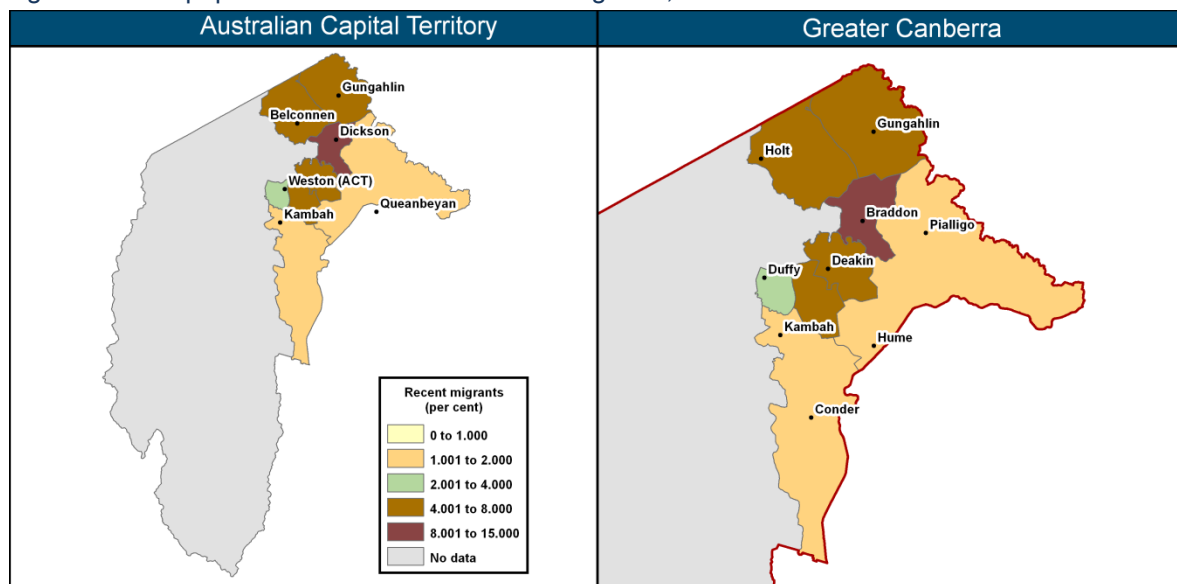 Australian Capital Territory
Greater Canberra
Gungahlin
Belconnen
Dickson
Weston (ACT)
Kambah
Queanbeyan
Recent migrants
(per cent)
0 to 1.000
1.001 to 2.000
2.001 to 4.000
4.001 to 8.000
8.001 to 15.000
No data
Gungahlin
Holt
Braddon
Pialligo
Deakin
Duffy
Kambah
Hume
Conder